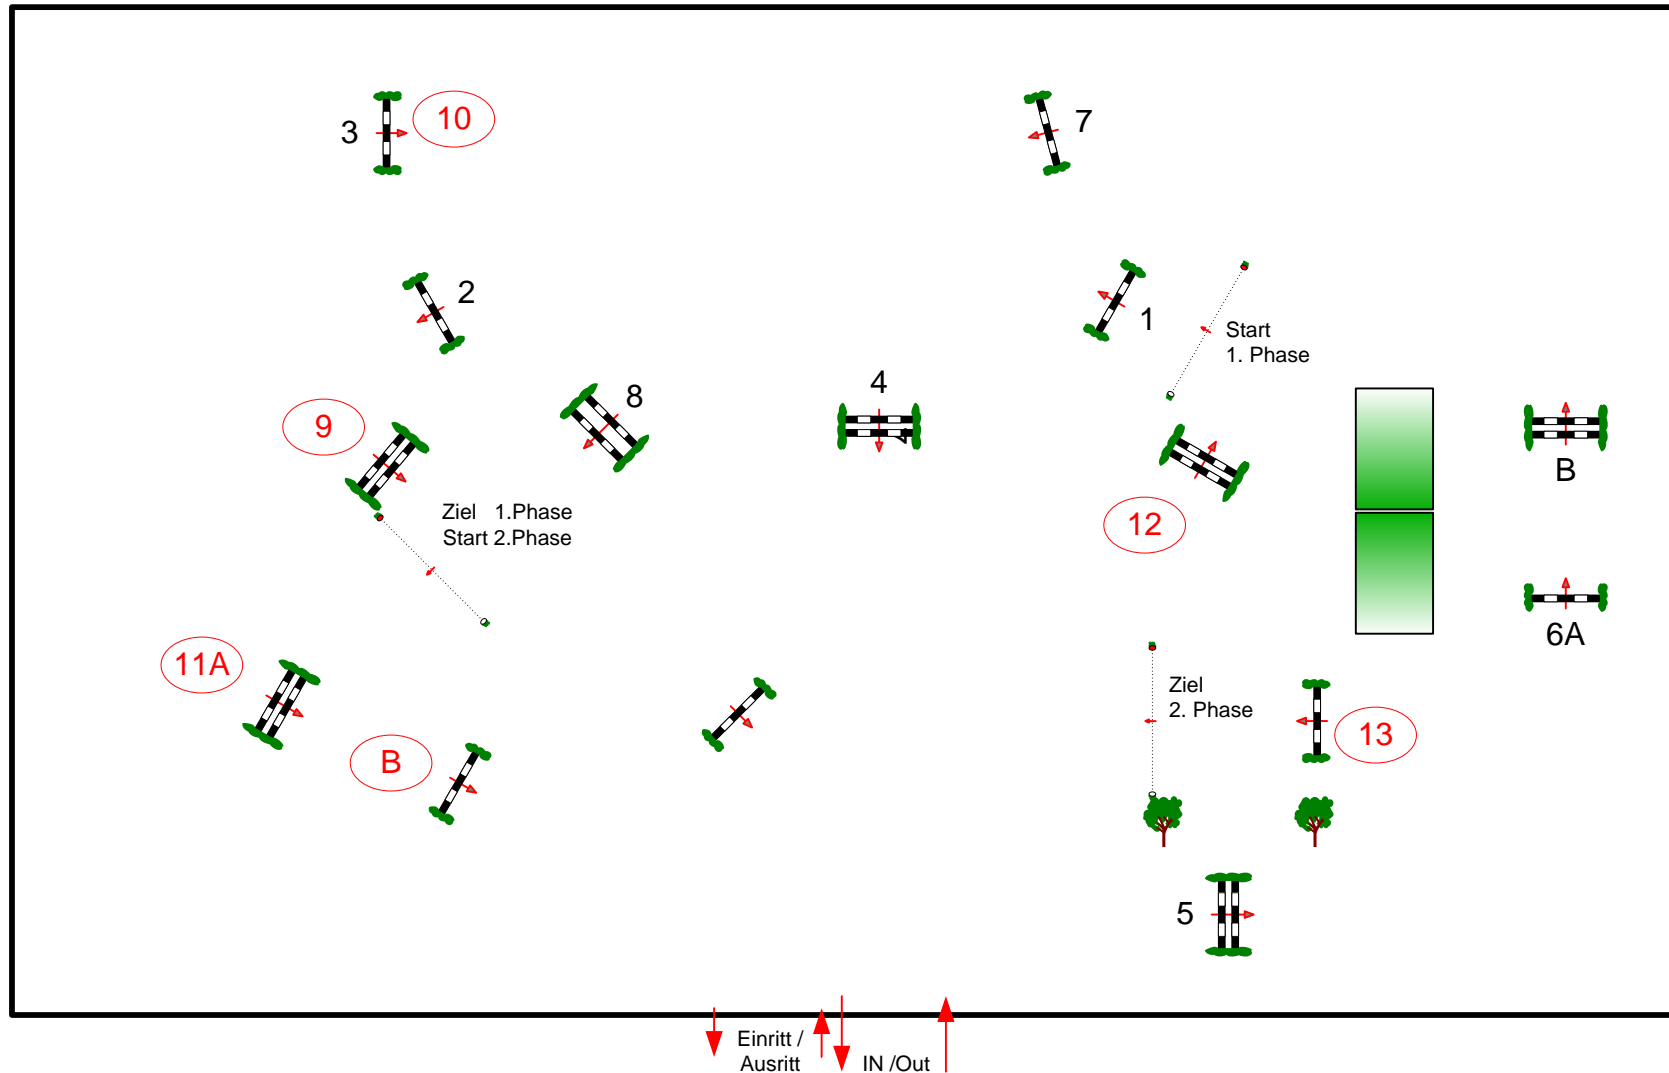 3
10
7
2
1
Start
1. Phase
4
8
9
B
Ziel 1.Phase
Start 2.Phase
12
6A
11A
Ziel
2. Phase
13
B
5
Einritt /
Ausritt
IN /Out